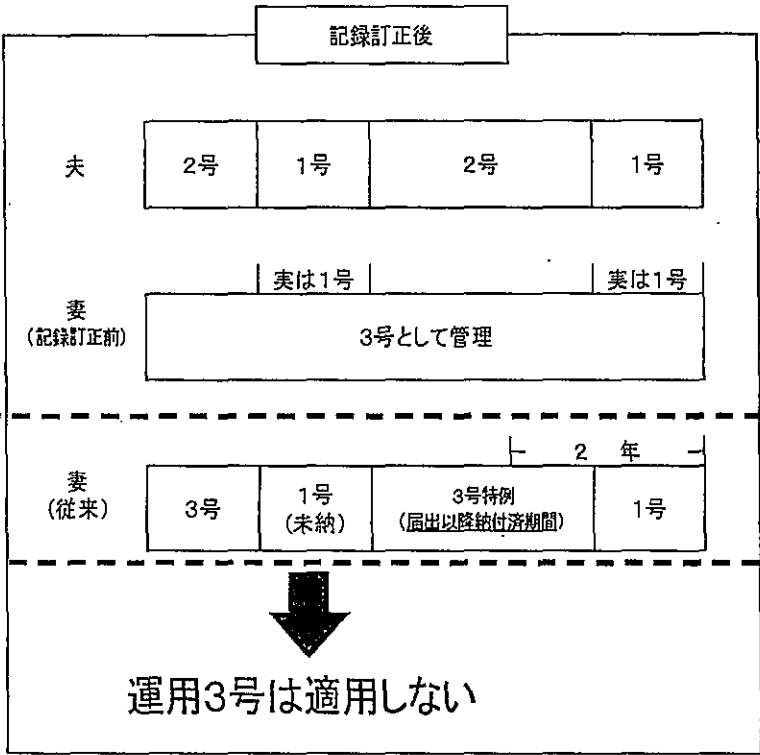 記録訂正後
夫
2号
1号
2号
1号
実は1号
実は1号
妻
(記録訂正前)
3号として管理
2 年
妻
(従来)
3号
1号
(未納)
3号特例
(届出以降納付済期間)
1号
運用3号は適用しない